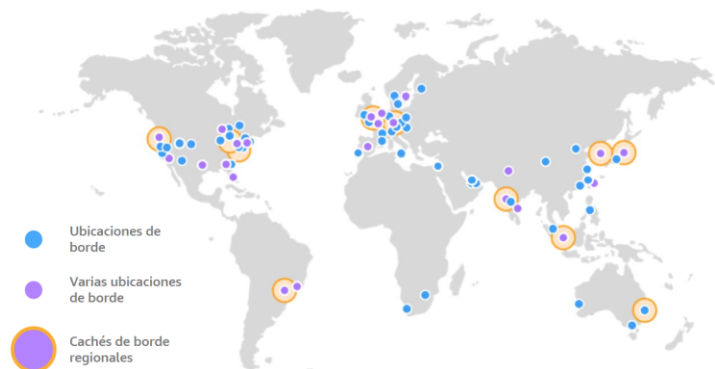 Ubicaciones de
borde
Varias ubicaciones
de borde
Cachés de borde
regionales